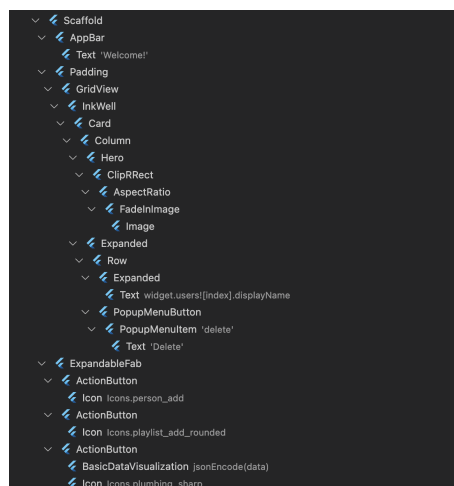 Scaffold
AppBar
Text 'Welcome!'
Padding
GridView
InkWell
Card
Column
Hero
ClipRRect
AspectRatio
FadeInImage
Image
Expanded
Row
Expanded
Text widget.users![index].displayName
PopupMenuButton
PopupMenuItem 'delete'
Text 'Delete'
ExpandableFab
ActionButton
Icon Icons.person_add
ActionButton
Icon Icons.playlist_add_rounded
ActionButton
BasicDataVisualization jsonEncode(data)
Icon Icons.plumbing_sharp